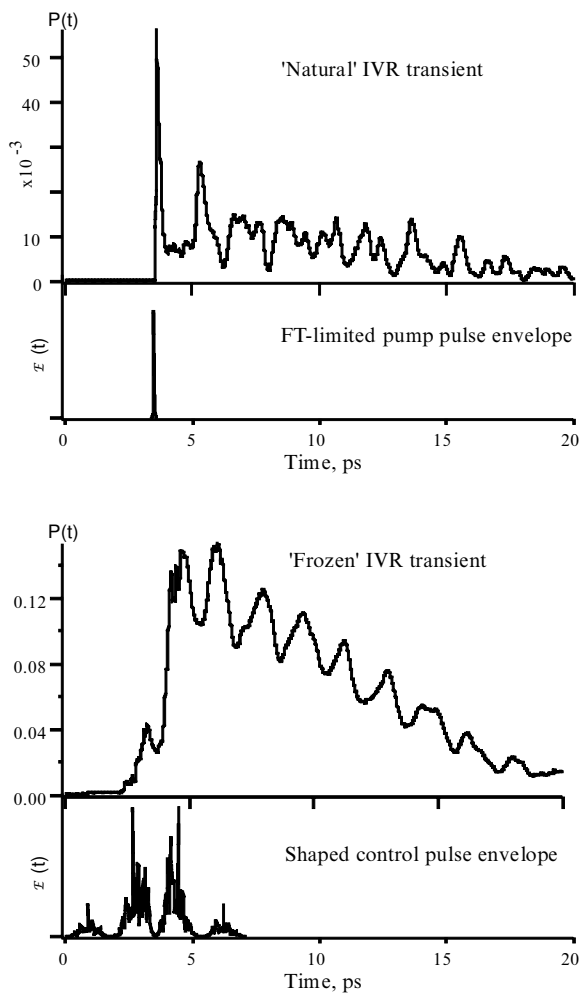 P(t)
50
40
x10⁻³
10
0
'Natural' IVR transient
ℰ (t)
FT-limited pump pulse envelope
0 5 10 15 20
Time, ps
P(t)
0.12
0.08
0.04
0.00
'Frozen' IVR transient
ℰ (t)
Shaped control pulse envelope
0 5 10 15 20
Time, ps